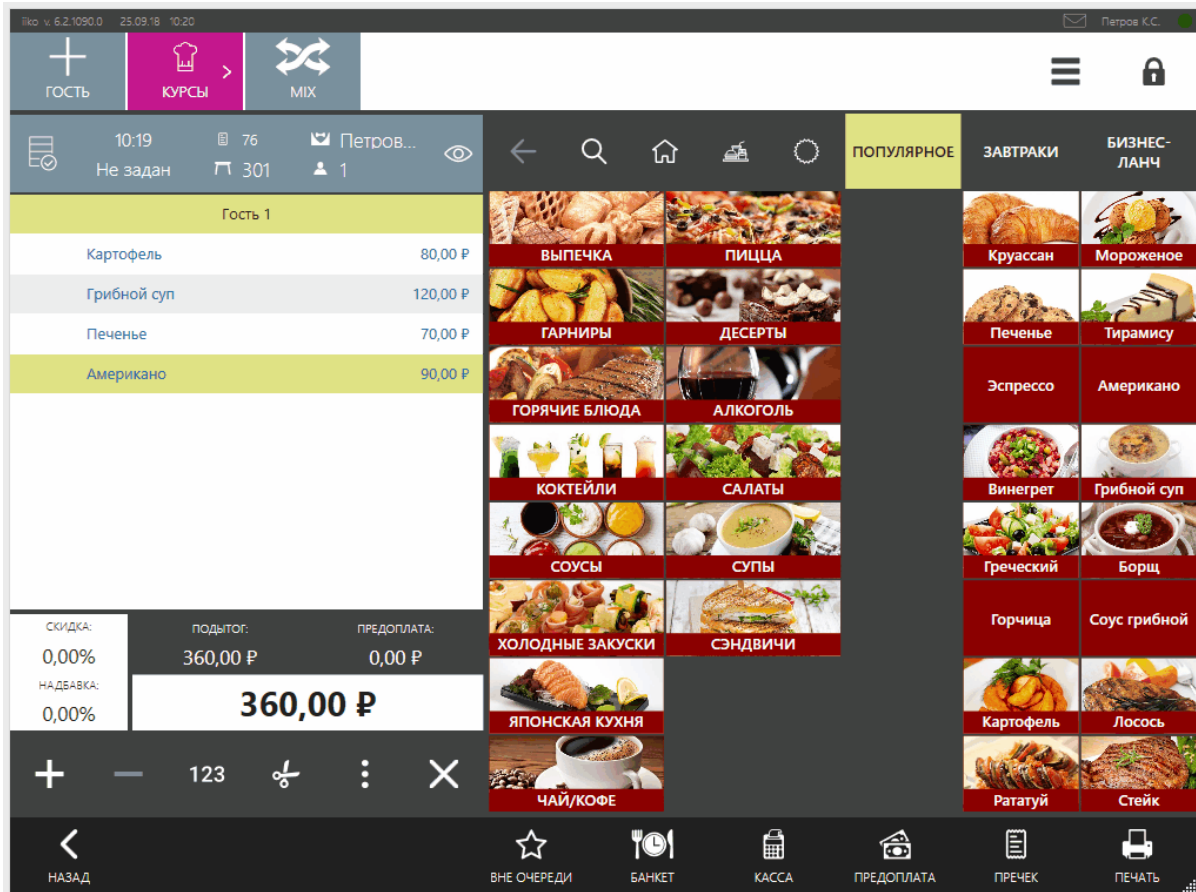 iiko v. 6.2.1090.0 25.09.18 10:20 Петров К.С.
ГОСТЬ КУРСЫ MIX
10:19 76 Петров...
Не задан 301 1
ПОПУЛЯРНОЕ ЗАВТРАКИ БИЗНЕС-
ЛАНЧ
Гость 1
Картофель 80,00 ₽
Грибной суп 120,00 ₽
Печенье 70,00 ₽
Американо 90,00 ₽
СКИДКА: ПОДЫТОГ: ПРЕДОПЛАТА:
0,00% 360,00 ₽ 0,00 ₽
НАДБАВКА:
0,00% 360,00 ₽
123
ВЫПЕЧКА ПИЦЦА Круассан Мороженое
ГАРНИРЫ ДЕСЕРТЫ Печенье Тирамису
ГОРЯЧИЕ БЛЮДА АЛКОГОЛЬ Эспрессо Американо
КОКТЕЙЛИ САЛАТЫ Винегрет Грибной суп
СОУСЫ СУПЫ Греческий Борщ
ХОЛОДНЫЕ ЗАКУСКИ СЭНДВИЧИ Горчица Соус грибной
ЯПОНСКАЯ КУХНЯ Картофель Лосось
ЧАЙ/КОФЕ Рататуй Стейк
НАЗАД ВНЕ ОЧЕРЕДИ БАНКЕТ КАССА ПРЕДОПЛАТА ПРЕЧЕК ПЕЧАТЬ